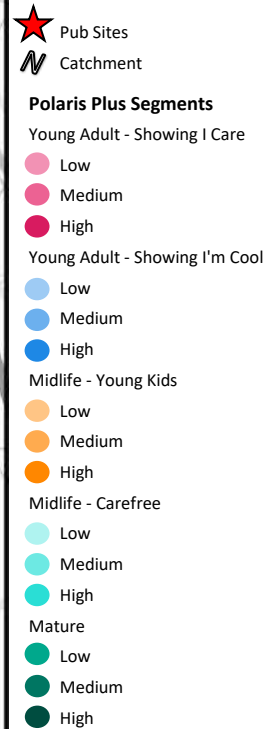 Pub Sites
Catchment
Polaris Plus Segments
Young Adult - Showing I Care
Low
Medium
High
Young Adult - Showing I'm Cool
Low
Medium
High
Midlife - Young Kids
Low
Medium
High
Midlife - Carefree
Low
Medium
High
Mature
Low
Medium
High